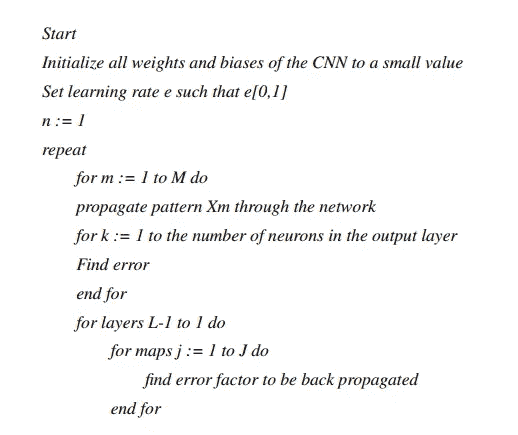 Start
Initialize all weights and biases of the CNN to a small value
Set learning rate e such that e[0,1]
n := 1
repeat
for m := 1 to M do
propagate pattern Xm through the network
for k := 1 to the number of neurons in the output layer
Find error
end for
for layers L-1 to 1 do
for maps j := 1 to J do
find error factor to be back propagated
end for